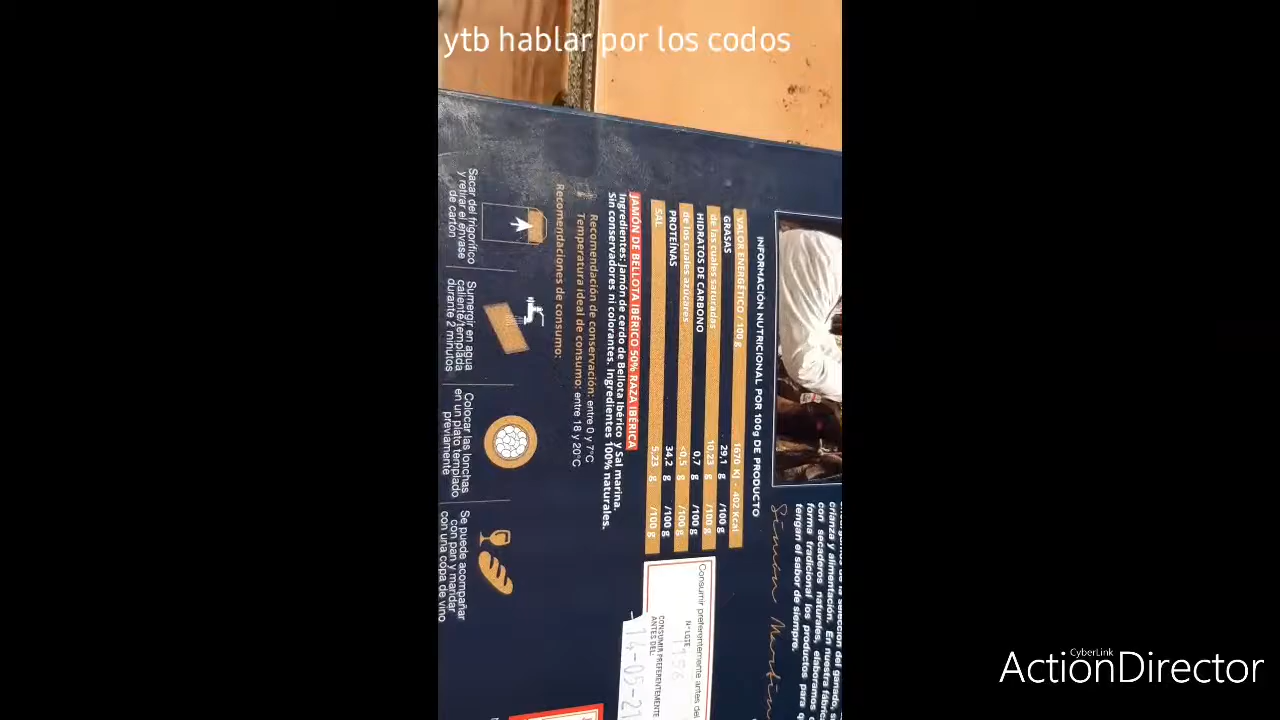 ytb hablar por los codos
crianza y alimentación. En nuestra
con secaderos naturales, elaboramos
forma tradicional los productos para
tengan el sabor de siempre.
INFORMACIÓN NUTRICIONAL POR 100g DE PRODUCTO
VALOR ENERGÉTICO / 100 g 1670 KJ - 402 Kcal
GRASAS 29,1 g /100 g
de las cuales saturadas 10,23 g /100 g
HIDRATOS DE CARBONO 0,7 g /100 g
de los cuales azúcares <0,5 g /100 g
PROTEÍNAS 34,2 g /100 g
SAL 5,23 g /100 g
JAMÓN DE BELLOTA IBÉRICO 50% RAZA IBÉRICA
Ingredientes: Jamón de cerdo de Bellota Ibérico y Sal marina.
Sin conservadores ni colorantes. Ingredientes 100% naturales.
Recomendación de conservación: entre 0 y 7°C
Temperatura ideal de consumo: entre 18 y 20°C
Recomendaciones de consumo:
Sacar del frigorífico
y retirar el envase
de cartón
Sumergir en agua
caliente/templada
durante 2 minutos
Colocar las lonchas
en un plato templado
previamente
Se puede acompañar
con pan y maridar
con una copa de vino
Consumir preferentemente antes del
Nº LOTE
CONSUMIR PREFERENTEMENTE
ANTES DEL:
14-05-21
CyberLink
ActionDirector